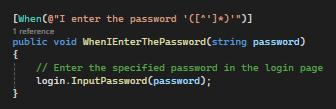 [When(@"I enter the password '([^']*)'")]
1 reference
public void WhenIEnterThePassword(string password)
{
// Enter the specified password in the login page
login.InputPassword(password);
}